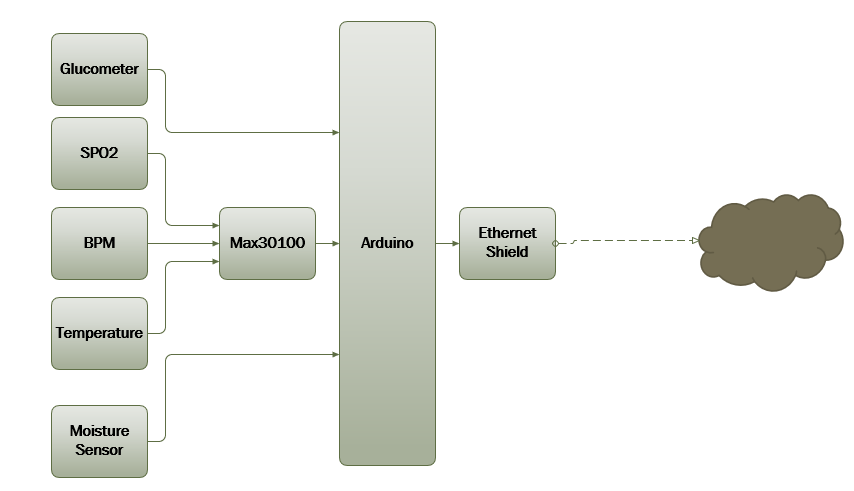 Glucometer
SPO2
BPM
Max30100
Arduino
Ethernet
Shield
Temperature
Moisture
Sensor